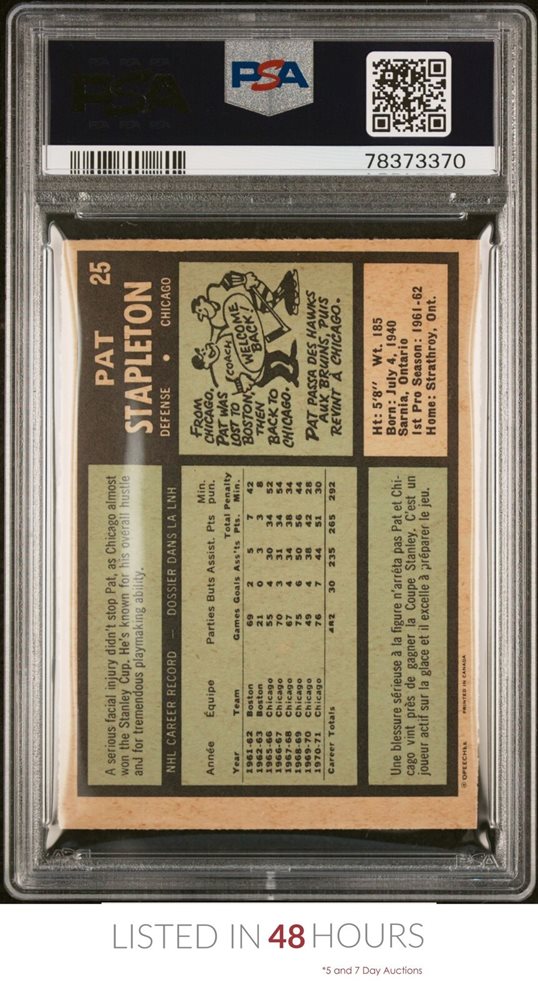 PSA
PSA
78373370
25
PAT
STAPLETON
DEFENSE • CHICAGO
A serious facial injury didn't stop Pat, as Chicago almost
won the Stanley Cup. He's known for his overall hustle
and for tremendous playmaking ability.
FROM
CHICAGO,
PAT WAS
LOST TO
BOSTON,
THEN
BACK TO
CHICAGO.
COACH
WELCOME
BACK!
PAT PASSA DES HAWKS
AUX BRUINS, PUIS
REVINT À CHICAGO.
NHL CAREER RECORD — DOSSIER DANS LA LNH
Année Équipe Parties Buts Assist. Pts Min. pun.
Year Team Games Goals Ass'ts Total Pts. Penalty Min.
1961-62 Boston 69 2 5 7 42
1962-63 Boston 21 0 3 3 8
1965-66 Chicago 55 4 30 34 52
1966-67 Chicago 70 3 31 34 54
1967-68 Chicago 67 4 34 38 34
1968-69 Chicago 75 6 50 56 44
1969-70 Chicago 49 4 38 42 28
1970-71 Chicago 76 7 44 51 30
Career Totals 482 30 235 265 292
Ht: 5'8" Wt. 185
Born: July 4, 1940
Sarnia, Ontario
1st Pro Season: 1961-62
Home: Strathroy, Ont.
Une blessure sérieuse à la figure n'arrêta pas Pat et Chi-
cago vint près de gagner la Coupe Stanley. C'est un
joueur actif sur la glace et il excelle à préparer le jeu.
© OPEECHEE PRINTED IN CANADA
LISTED IN 48 HOURS
*5 and 7 Day Auctions